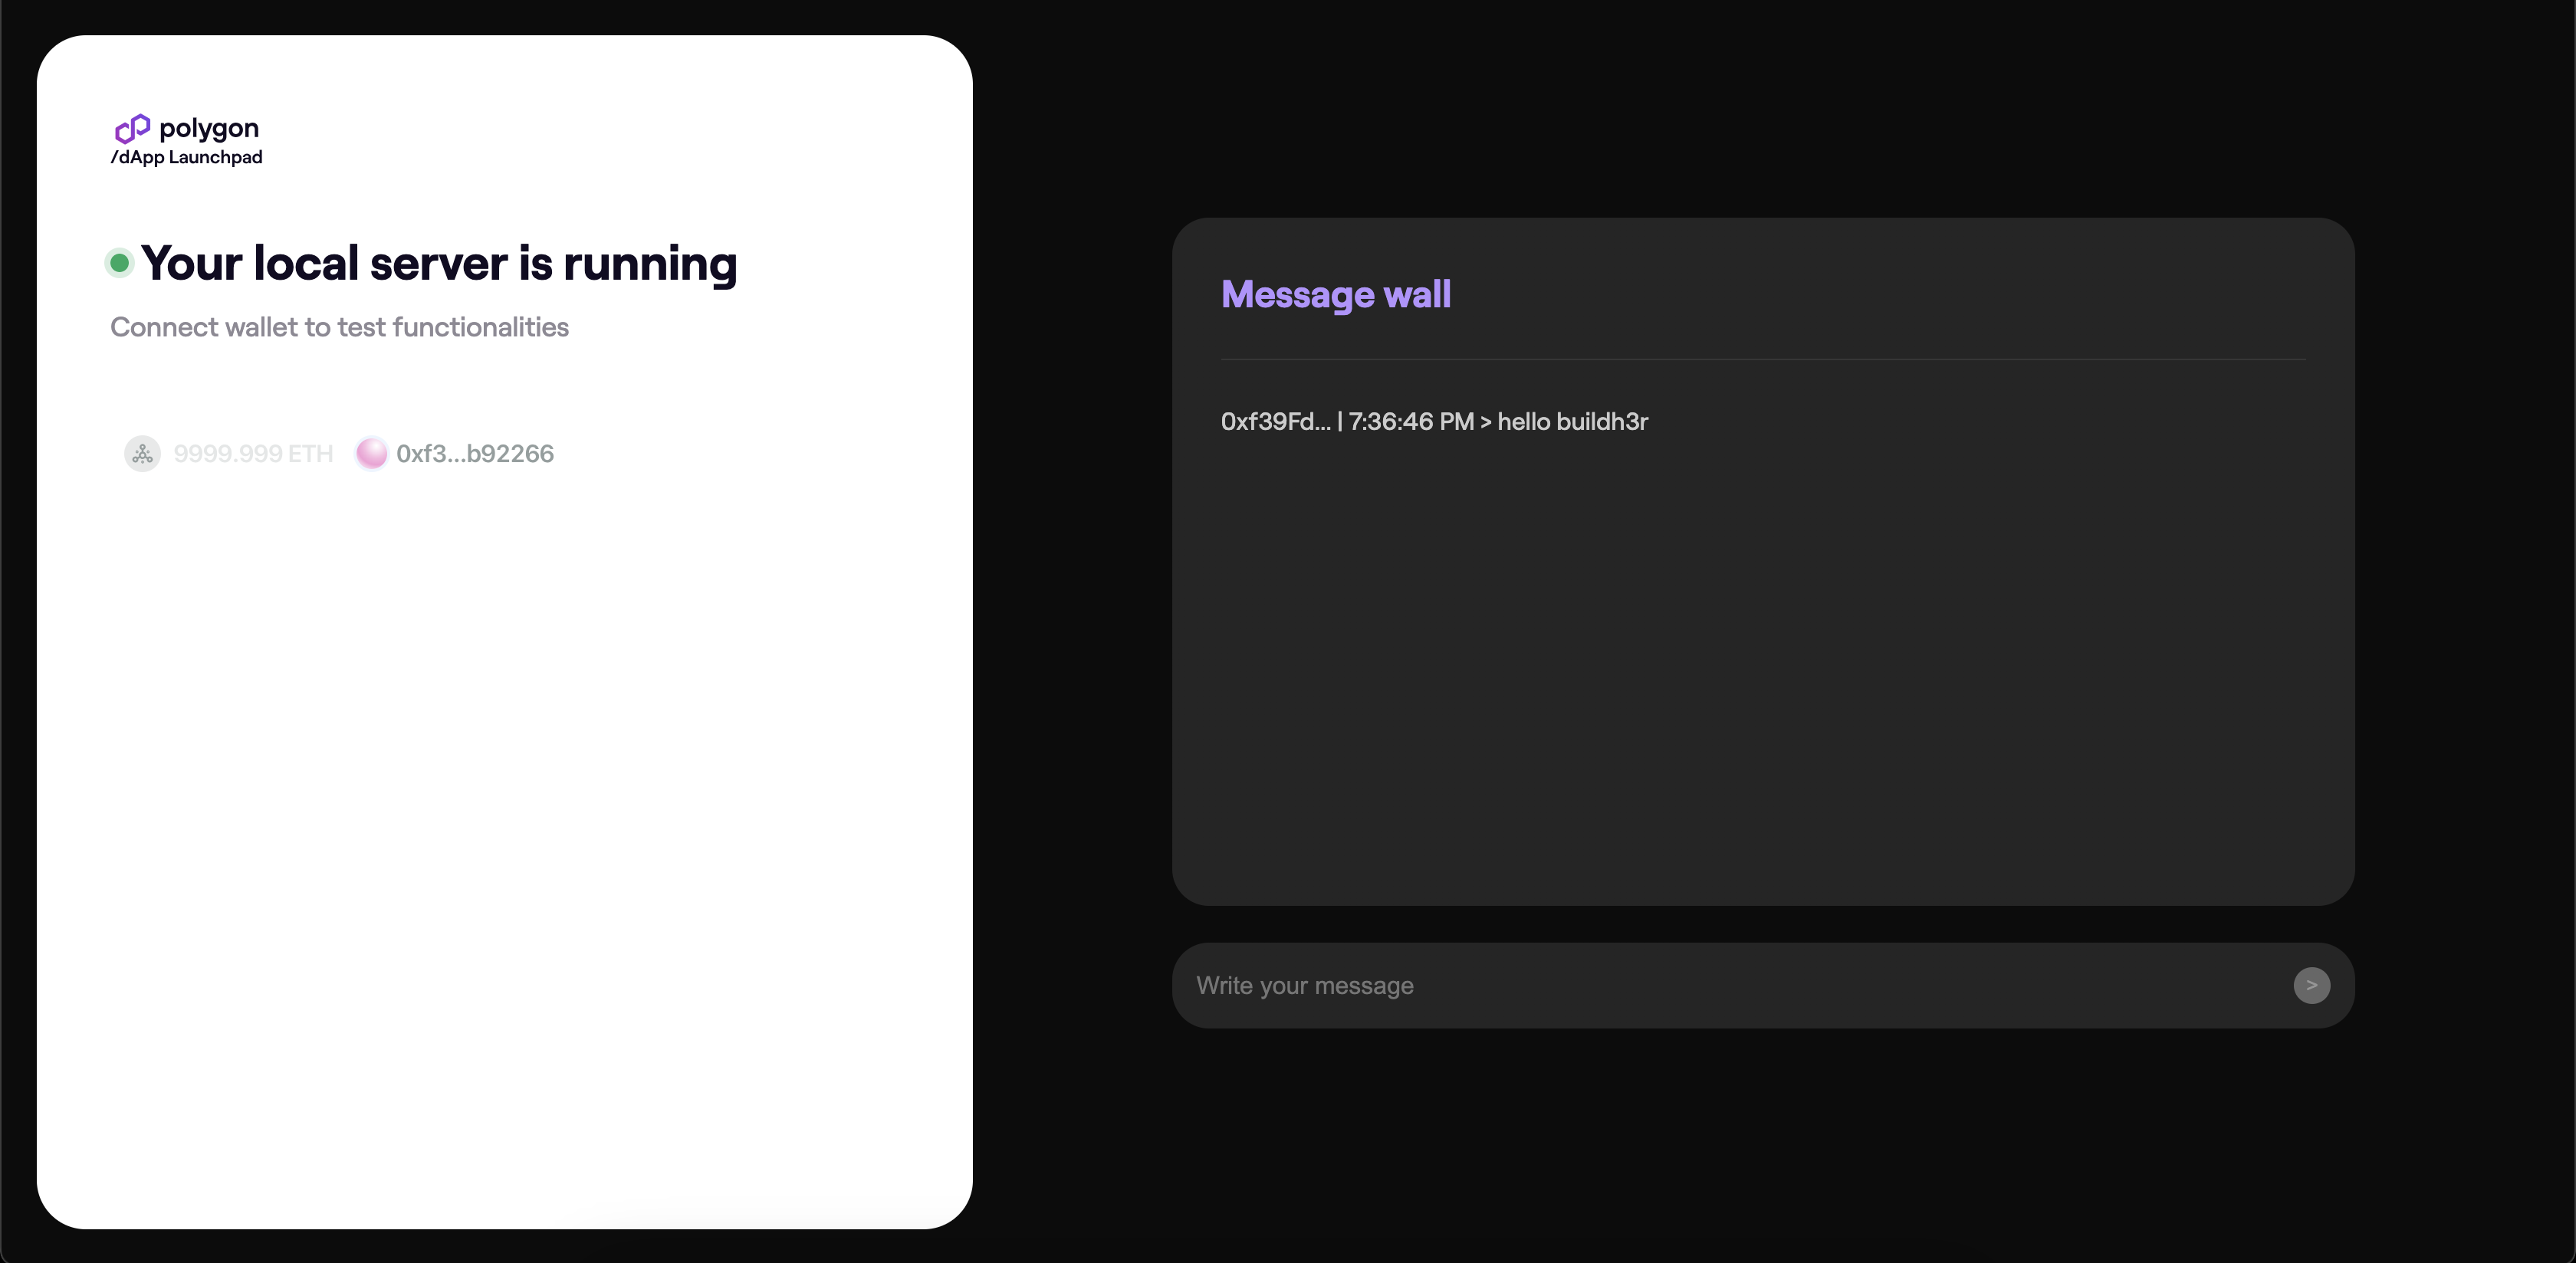 polygon
/dApp Launchpad
Your local server is running
Connect wallet to test functionalities
9999.999 ETH 0xf3...b92266
Message wall
0xf39Fd... | 7:36:46 PM > hello buildh3r
Write your message
>